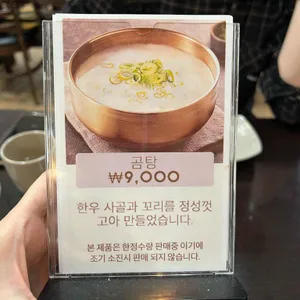 곰탕
₩9,000
한우 사골과 꼬리를 정성껏
고아 만들었습니다.
본 제품은 한정수량 판매중 이기에
조기 소진시 판매 되지 않습니다.